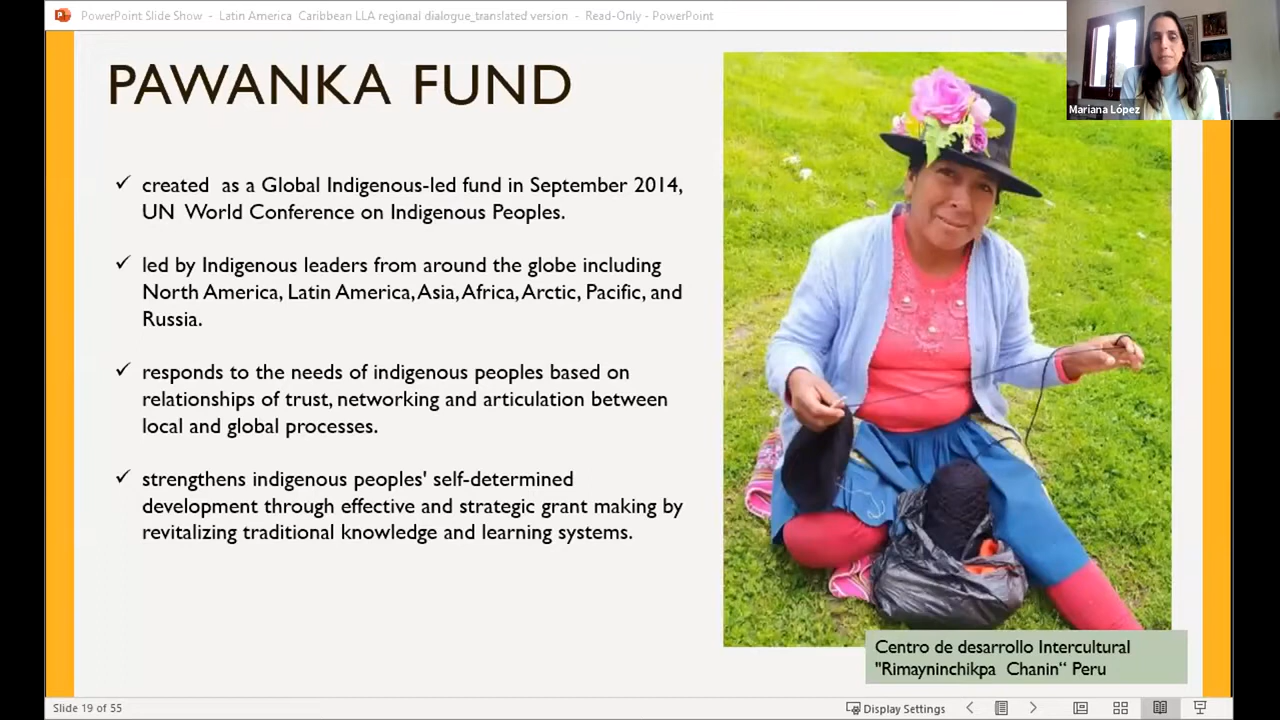 PowerPoint Slide Show - Latin America Caribbean LLA regional dialogue_translated version - Read-Only - PowerPoint
Mariana López
PAWANKA FUND
✓ created as a Global Indigenous-led fund in September 2014,
UN World Conference on Indigenous Peoples.
✓ led by Indigenous leaders from around the globe including
North America, Latin America, Asia, Africa, Arctic, Pacific, and
Russia.
✓ responds to the needs of indigenous peoples based on
relationships of trust, networking and articulation between
local and global processes.
✓ strengthens indigenous peoples' self-determined
development through effective and strategic grant making by
revitalizing traditional knowledge and learning systems.
Centro de desarrollo Intercultural
"Rimayninchikpa Chanin“ Peru
Slide 19 of 55
Display Settings